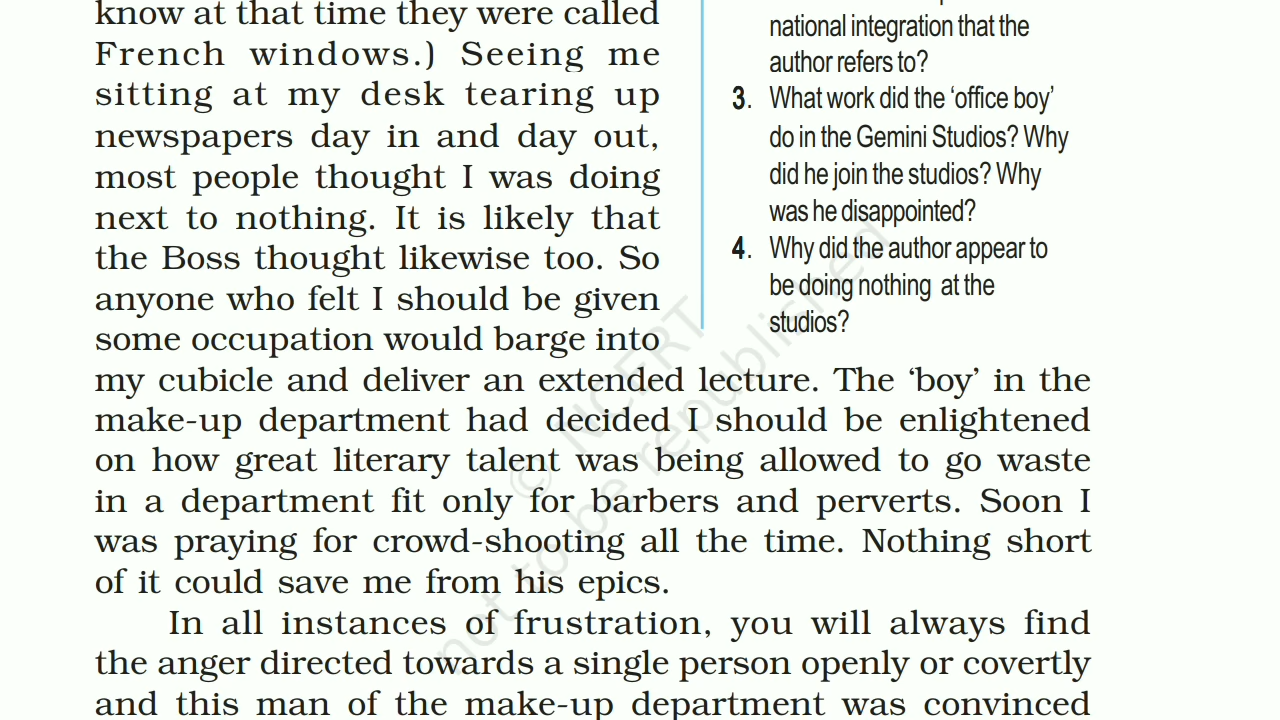 know at that time they were called
French windows.) Seeing me
sitting at my desk tearing up
newspapers day in and day out,
most people thought I was doing
next to nothing. It is likely that
the Boss thought likewise too. So
anyone who felt I should be given
some occupation would barge into
my cubicle and deliver an extended lecture. The ‘boy’ in the
make-up department had decided I should be enlightened
on how great literary talent was being allowed to go waste
in a department fit only for barbers and perverts. Soon I
was praying for crowd-shooting all the time. Nothing short
of it could save me from his epics.
In all instances of frustration, you will always find
the anger directed towards a single person openly or covertly
and this man of the make-up department was convinced
national integration that the
author refers to?
3. What work did the ‘office boy’
do in the Gemini Studios? Why
did he join the studios? Why
was he disappointed?
4. Why did the author appear to
be doing nothing at the
studios?
© NCERT
not to be republished